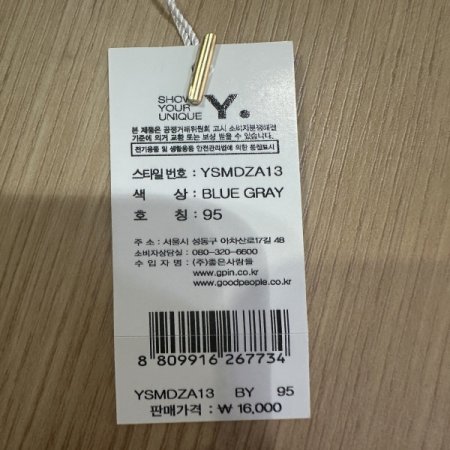 SHOW
YOUR
UNIQUE
Y.
본 제품은 공정거래위원회 고시 소비자분쟁해결
기준에 의거 교환 또는 보상 받을 수 있습니다.
전기용품 및 생활용품 안전관리법에 의한 품질표시
스타일 번호 : YSMDZA13
색 상 : BLUE GRAY
호 칭 : 95
주 소 : 서울시 성동구 아차산로17길 48
소비자상담실 : 080-320-6600
수 입 자 명 : (주)좋은사람들
www.gpin.co.kr
www.goodpeople.co.kr
8 809916 267734
YSMDZA13 BY 95
판매가격 : ₩ 16,000